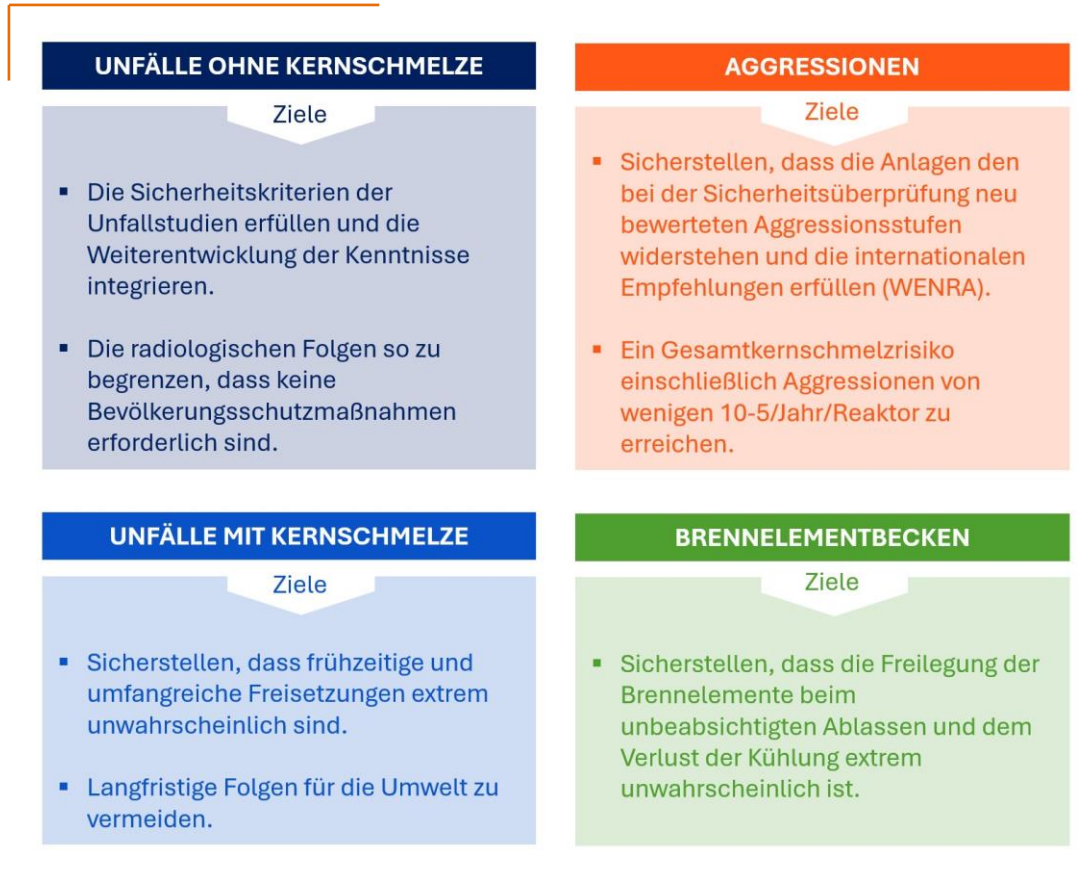 UNFÄLLE OHNE KERNSCHMELZE
Ziele
▪ Die Sicherheitskriterien der
Unfallstudien erfüllen und die
Weiterentwicklung der Kenntnisse
integrieren.
▪ Die radiologischen Folgen so zu
begrenzen, dass keine
Bevölkerungsschutzmaßnahmen
erforderlich sind.
AGGRESSIONEN
Ziele
▪ Sicherstellen, dass die Anlagen den
bei der Sicherheitsüberprüfung neu
bewerteten Aggressionsstufen
widerstehen und die internationalen
Empfehlungen erfüllen (WENRA).
▪ Ein Gesamtkernschmelzrisiko
einschließlich Aggressionen von
wenigen 10-5/Jahr/Reaktor zu
erreichen.
UNFÄLLE MIT KERNSCHMELZE
Ziele
▪ Sicherstellen, dass frühzeitige und
umfangreiche Freisetzungen extrem
unwahrscheinlich sind.
▪ Langfristige Folgen für die Umwelt zu
vermeiden.
BRENNELEMENTBECKEN
Ziele
▪ Sicherstellen, dass die Freilegung der
Brennelemente beim
unbeabsichtigten Ablassen und dem
Verlust der Kühlung extrem
unwahrscheinlich ist.